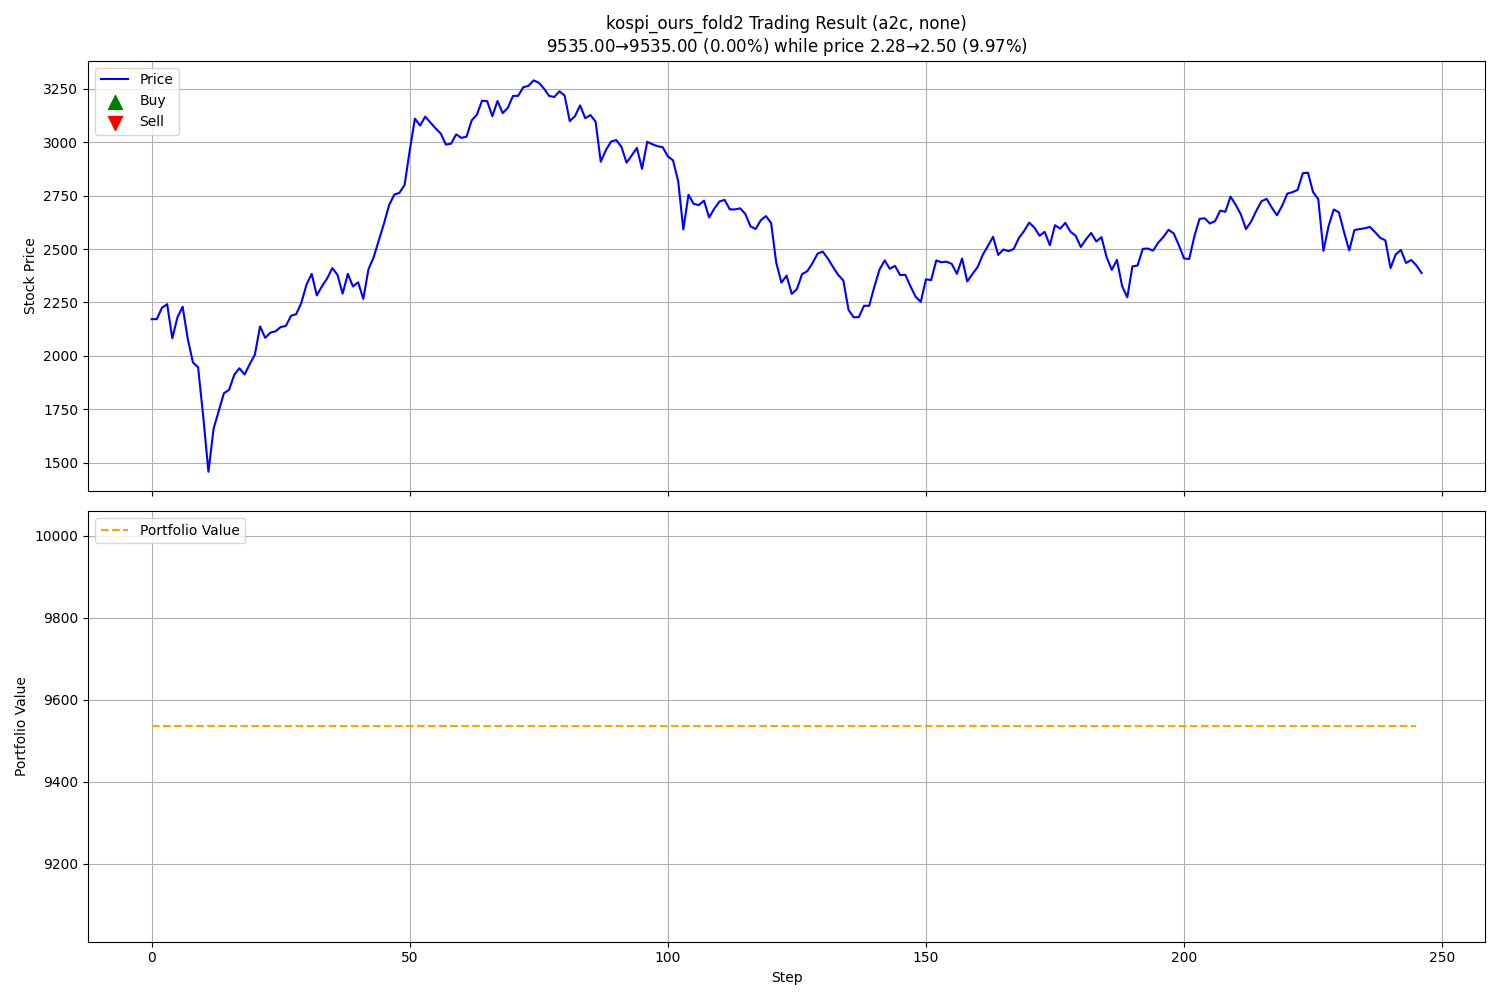 kospi_ours_fold2 Trading Result (a2c, none)
9535.00→9535.00 (0.00%) while price 2.28→2.50 (9.97%)
Price
Buy
Sell
Stock Price
3250
3000
2750
2500
2250
2000
1750
1500
Portfolio Value
Portfolio Value
10000
9800
9600
9400
9200
0
50
100
150
200
250
Step